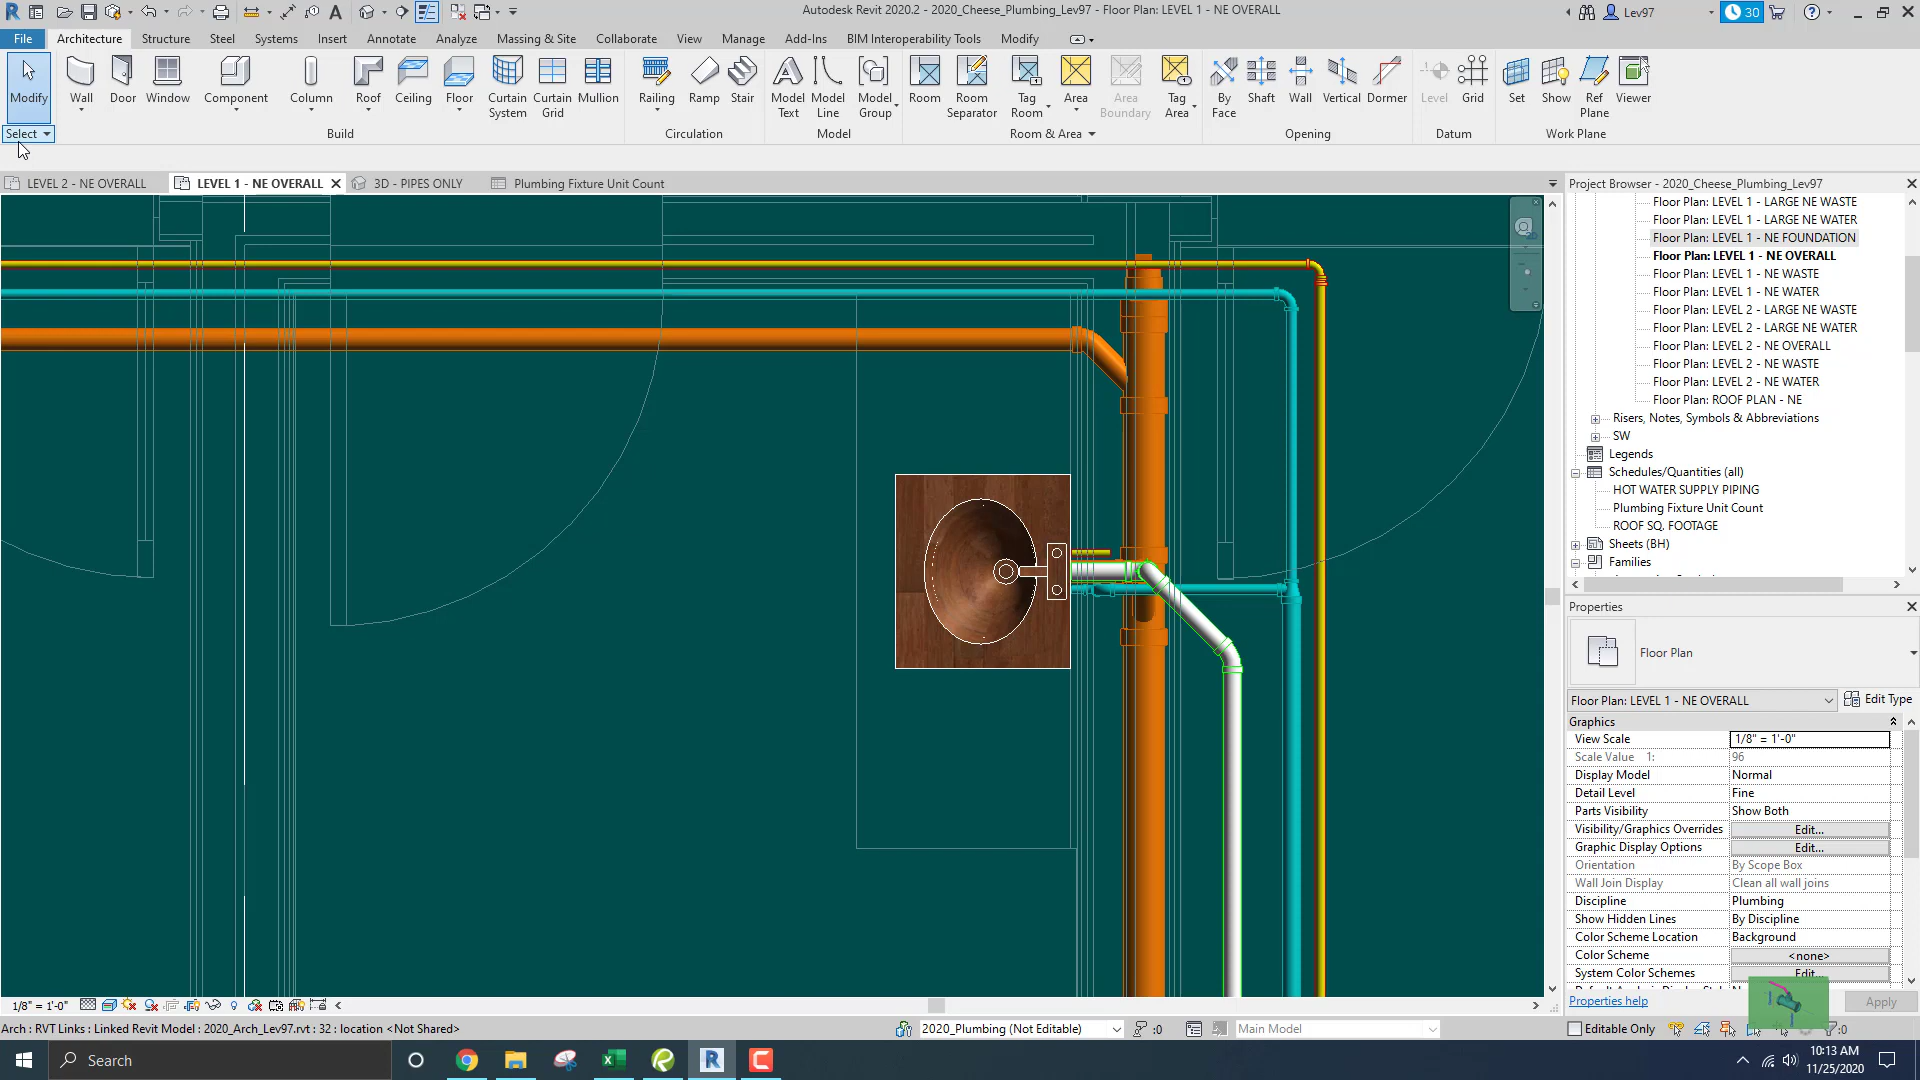 Autodesk Revit 2020.2 - 2020_Cheese_Plumbing_Lev97 - Floor Plan: LEVEL 1 - NE OVERALL
Lev97
30
File
Architecture
Structure
Steel
Systems
Insert
Annotate
Analyze
Massing & Site
Collaborate
View
Manage
Add-Ins
BIM Interoperability Tools
Modify
Modify
Wall
Door
Window
Component
Column
Roof
Ceiling
Floor
Curtain System
Curtain Grid
Mullion
Railing
Ramp
Stair
Model Text
Model Line
Model Group
Room
Room Separator
Tag Room
Area
Area Boundary
Tag Area
By Face
Shaft
Wall
Vertical
Dormer
Level
Grid
Set
Show
Ref Plane
Viewer
Select
Build
Circulation
Model
Room & Area
Opening
Datum
Work Plane
LEVEL 2 - NE OVERALL
LEVEL 1 - NE OVERALL
3D - PIPES ONLY
Plumbing Fixture Unit Count
Project Browser - 2020_Cheese_Plumbing_Lev97
Floor Plan: LEVEL 1 - LARGE NE WASTE
Floor Plan: LEVEL 1 - LARGE NE WATER
Floor Plan: LEVEL 1 - NE FOUNDATION
Floor Plan: LEVEL 1 - NE OVERALL
Floor Plan: LEVEL 1 - NE WASTE
Floor Plan: LEVEL 1 - NE WATER
Floor Plan: LEVEL 2 - LARGE NE WASTE
Floor Plan: LEVEL 2 - LARGE NE WATER
Floor Plan: LEVEL 2 - NE OVERALL
Floor Plan: LEVEL 2 - NE WASTE
Floor Plan: LEVEL 2 - NE WATER
Floor Plan: ROOF PLAN - NE
Risers, Notes, Symbols & Abbreviations
SW
Legends
Schedules/Quantities (all)
HOT WATER SUPPLY PIPING
Plumbing Fixture Unit Count
ROOF SQ. FOOTAGE
Sheets (BH)
Families
Properties
Floor Plan
Floor Plan: LEVEL 1 - NE OVERALL
Edit Type
Graphics
View Scale 1/8" = 1'-0"
Scale Value 1: 96
Display Model Normal
Detail Level Fine
Parts Visibility Show Both
Visibility/Graphics Overrides Edit...
Graphic Display Options Edit...
Orientation By Scope Box
Wall Join Display Clean all wall joins
Discipline Plumbing
Show Hidden Lines By Discipline
Color Scheme Location Background
Color Scheme <none>
System Color Schemes Edit...
Properties help
Apply
1/8" = 1'-0"
Arch : RVT Links : Linked Revit Model : 2020_Arch_Lev97.rvt : 32 : location <Not Shared>
2020_Plumbing (Not Editable)
:0
Main Model
Editable Only
:0
Search
10:13 AM
11/25/2020